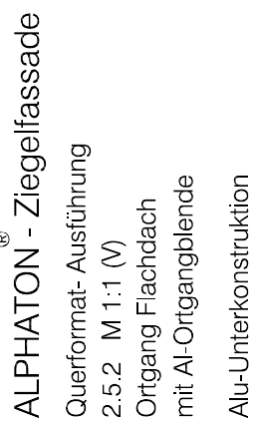 ALPHATON® - Ziegelfassade
Querformat- Ausführung
2.5.2 M 1:1 (V)
Ortgang Flachdach
mit Al-Ortgangblende
Alu-Unterkonstruktion